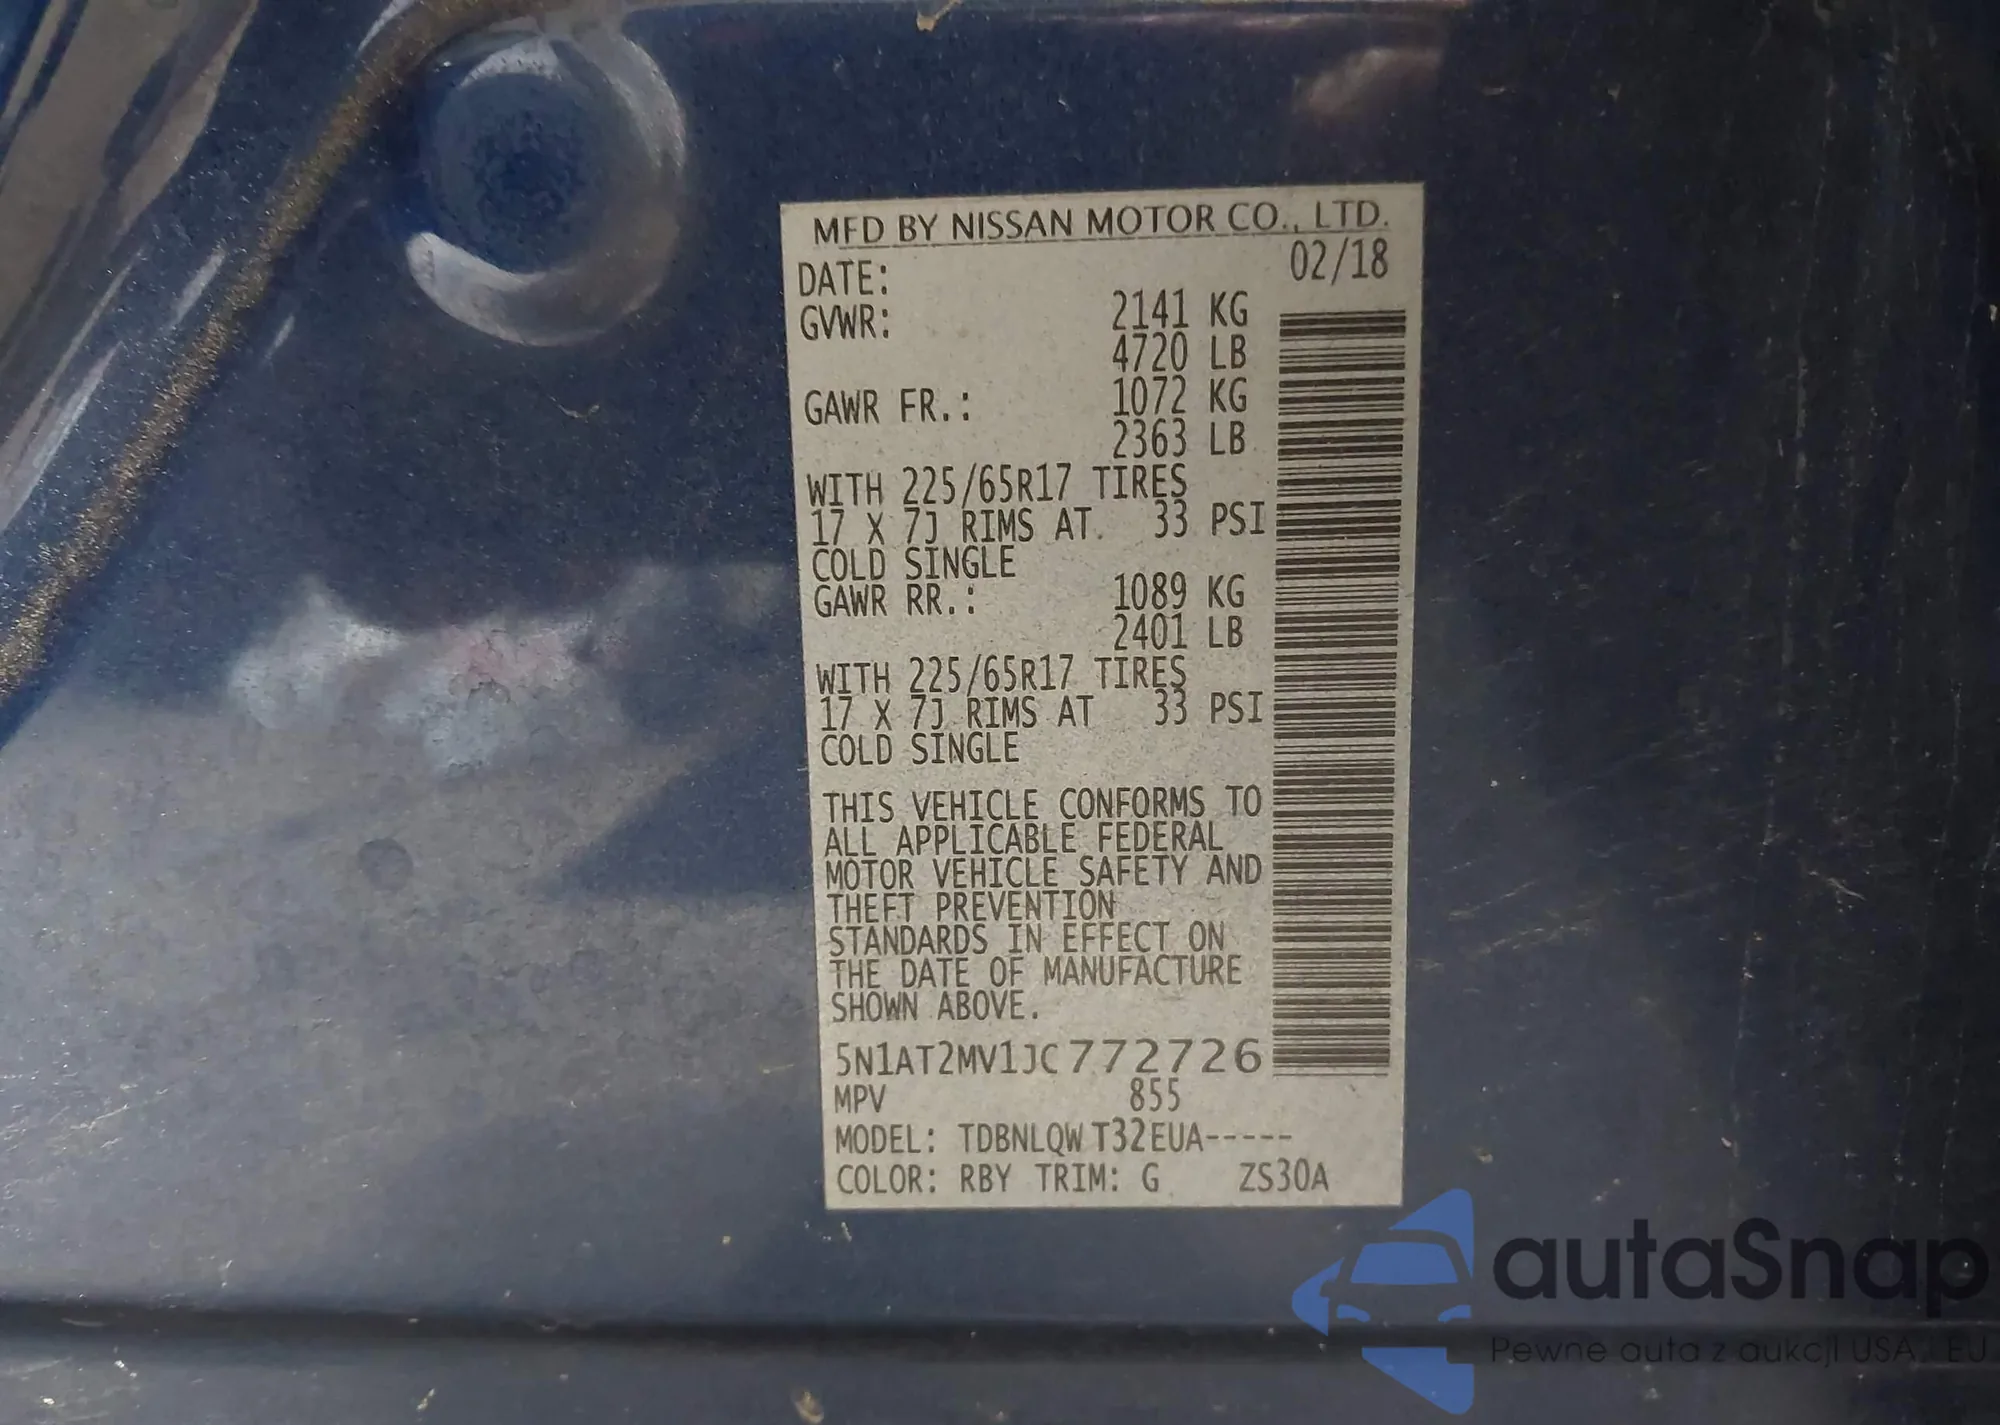 MFD BY NISSAN MOTOR CO., LTD.
DATE: 02/18
GVWR: 2141 KG
4720 LB
GAWR FR.: 1072 KG
2363 LB
WITH 225/65R17 TIRES
17 X 7J RIMS AT 33 PSI
COLD SINGLE
GAWR RR.: 1089 KG
2401 LB
WITH 225/65R17 TIRES
17 X 7J RIMS AT 33 PSI
COLD SINGLE
THIS VEHICLE CONFORMS TO
ALL APPLICABLE FEDERAL
MOTOR VEHICLE SAFETY AND
THEFT PREVENTION
STANDARDS IN EFFECT ON
THE DATE OF MANUFACTURE
SHOWN ABOVE.
5N1AT2MV1JC772726
MPV 855
MODEL: TDBNLQW T32EUA-----
COLOR: RBY TRIM: G ZS30A
autaSnap
Pewne auta z aukcji USA i EU